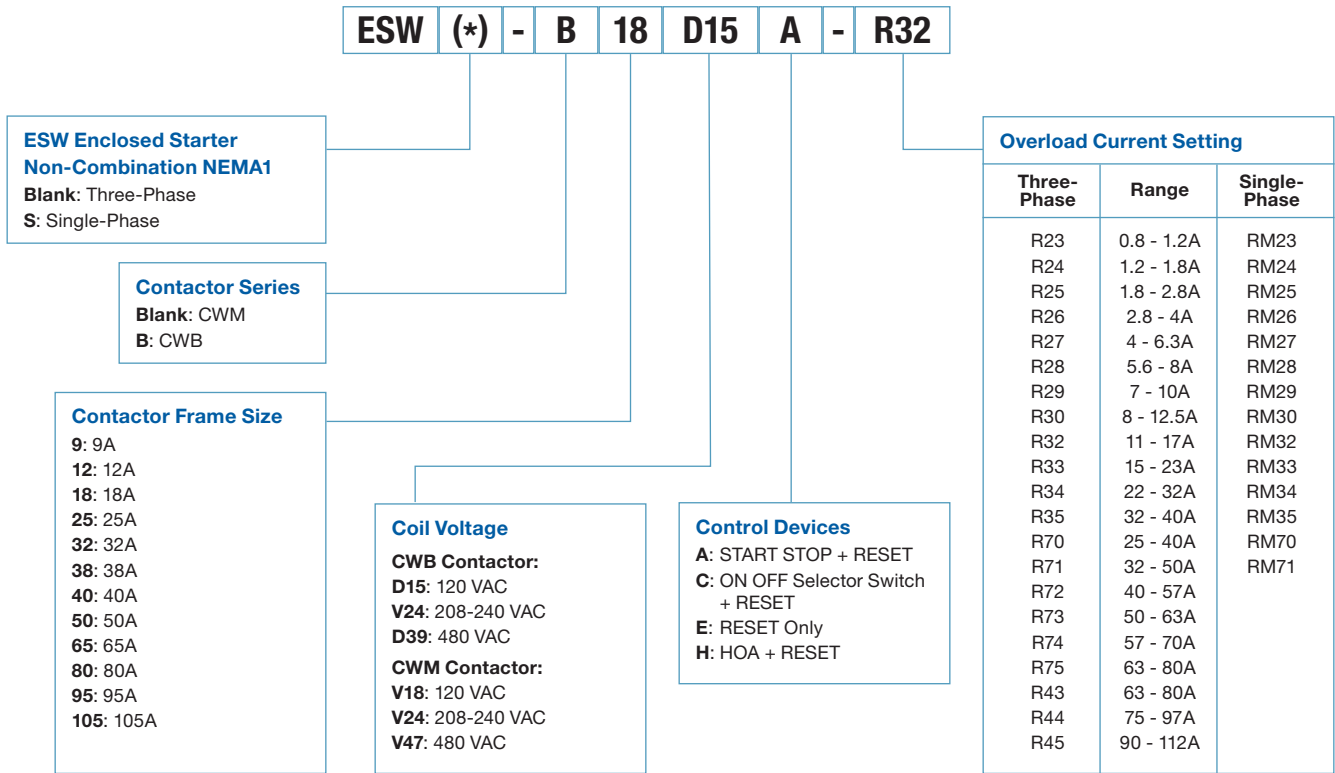 ESW (*) - B 18 D15 A - R32
ESW Enclosed Starter
Non-Combination NEMA1
Blank: Three-Phase
S: Single-Phase
Contactor Series
Blank: CWM
B: CWB
Contactor Frame Size
9: 9A
12: 12A
18: 18A
25: 25A
32: 32A
38: 38A
40: 40A
50: 50A
65: 65A
80: 80A
95: 95A
105: 105A
Coil Voltage
CWB Contactor:
D15: 120 VAC
V24: 208-240 VAC
D39: 480 VAC
CWM Contactor:
V18: 120 VAC
V24: 208-240 VAC
V47: 480 VAC
Control Devices
A: START STOP + RESET
C: ON OFF Selector Switch
+ RESET
E: RESET Only
H: HOA + RESET
Overload Current Setting
Three-
Phase
Range
Single-
Phase
R23 0.8 - 1.2A RM23
R24 1.2 - 1.8A RM24
R25 1.8 - 2.8A RM25
R26 2.8 - 4A RM26
R27 4 - 6.3A RM27
R28 5.6 - 8A RM28
R29 7 - 10A RM29
R30 8 - 12.5A RM30
R32 11 - 17A RM32
R33 15 - 23A RM33
R34 22 - 32A RM34
R35 32 - 40A RM35
R70 25 - 40A RM70
R71 32 - 50A RM71
R72 40 - 57A
R73 50 - 63A
R74 57 - 70A
R75 63 - 80A
R43 63 - 80A
R44 75 - 97A
R45 90 - 112A